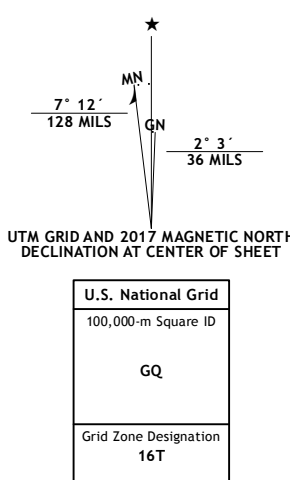 ★
MN
7° 12´
128 MILS
GN
2° 3´
36 MILS
UTM GRID AND 2017 MAGNETIC NORTH
DECLINATION AT CENTER OF SHEET
U.S. National Grid
100,000-m Square ID
GQ
Grid Zone Designation
16T